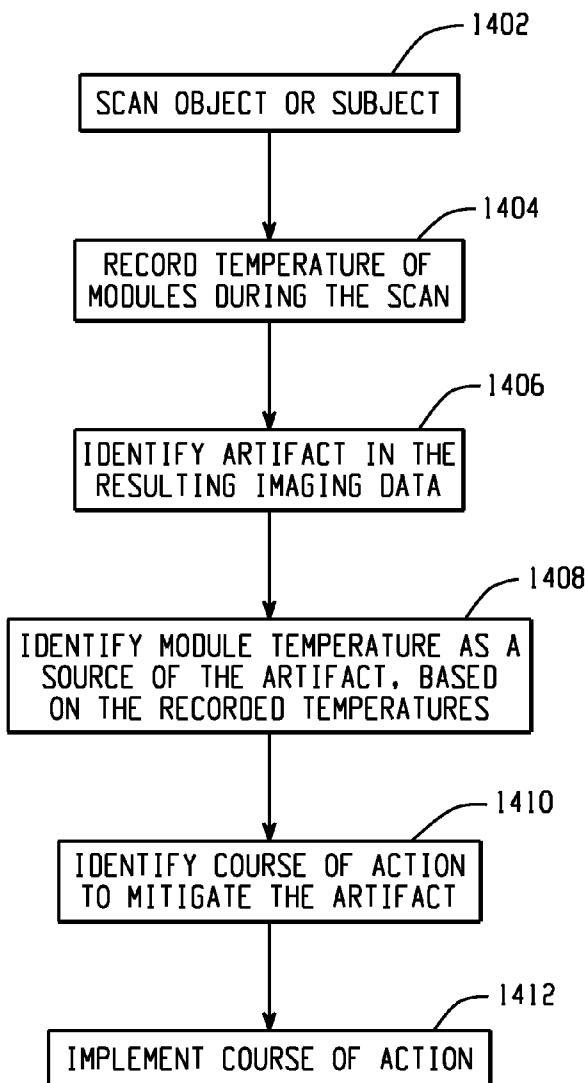 1402
SCAN OBJECT OR SUBJECT
1404
RECORD TEMPERATURE OF
MODULES DURING THE SCAN
1406
IDENTIFY ARTIFACT IN THE
RESULTING IMAGING DATA
1408
IDENTIFY MODULE TEMPERATURE AS A
SOURCE OF THE ARTIFACT, BASED
ON THE RECORDED TEMPERATURES
1410
IDENTIFY COURSE OF ACTION
TO MITIGATE THE ARTIFACT
1412
IMPLEMENT COURSE OF ACTION